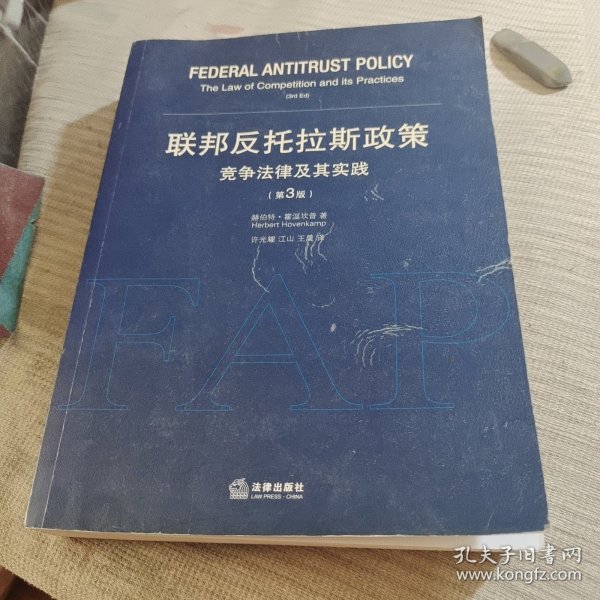 FEDERAL ANTITRUST POLICY
The Law of Competition and its Practices
(3rd Ed)
联邦反托拉斯政策
竞争法律及其实践
（第3版）
赫伯特·霍温坎普 著
Herbert Hovenkamp
许光耀 江山 王晨 译
FAP
法律出版社
LAW PRESS·CHINA
孔夫子旧书网
www.kongfz.com